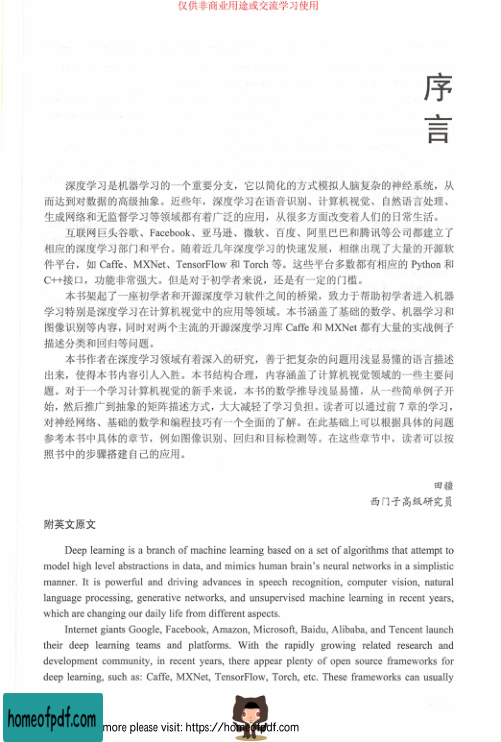 仅供非商业用途或交流学习使用
序
言
深度学习是机器学习的一个重要分支，它以简化的方式模拟人脑复杂的神经系统，从
而达到对数据的高级抽象。近些年，深度学习在语音识别、计算机视觉、自然语言处理、
生成网络和无监督学习等领域都有着广泛的应用，从很多方面改变着人们的日常生活。
互联网巨头谷歌、Facebook、亚马逊、微软、百度、阿里巴巴和腾讯等公司都建立了
相应的深度学习部门和平台。随着近几年深度学习的快速发展，相继出现了大量的开源软
件平台，如 Caffe、MXNet、TensorFlow 和 Torch 等。这些平台多数都有相应的 Python 和
C++接口，功能非常强大。但是对于初学者来说，还是有一定的门槛。
本书架起了一座初学者和开源深度学习软件之间的桥梁，致力于帮助初学者进入机器
学习特别是深度学习在计算机视觉中的应用等领域。本书涵盖了基础的数学、机器学习和
图像识别等内容，同时对两个主流的开源深度学习库 Caffe 和 MXNet 都有大量的实战例子
描述分类和回归等问题。
本书作者在深度学习领域有着深入的研究，善于把复杂的问题用浅显易懂的语言描述
出来，使得本书内容引人入胜。本书结构合理，内容涵盖了计算机视觉领域的一些主要问
题。对于一个学习计算机视觉的新手来说，本书的数学推导浅显易懂，从一些简单例子开
始，然后推广到抽象的矩阵描述方式，大大减轻了学习负担。读者可以通过前 7 章的学习，
对神经网络、基础的数学和编程技巧有一个全面的了解。在此基础上可以根据具体的问题
参考本书中具体的章节，例如图像识别、回归和目标检测等。在这些章节中，读者可以按
照书中的步骤搭建自己的应用。
田疆
西门子高级研究员
附英文原文
Deep learning is a branch of machine learning based on a set of algorithms that attempt to
model high level abstractions in data, and mimics human brain's neural networks in a simplistic
manner. It is powerful and driving advances in speech recognition, computer vision, natural
language processing, generative networks, and unsupervised machine learning in recent years,
which are changing our daily life from different aspects.
Internet giants Google, Facebook, Amazon, Microsoft, Baidu, Alibaba, and Tencent launch
their deep learning teams and platforms. With the rapidly growing related research and
development community, in recent years, there appear plenty of open source frameworks for
deep learning, such as: Caffe, MXNet, TensorFlow, Torch, etc. These frameworks can usually
homeofpdf.com
more please visit: https://homeofpdf.com